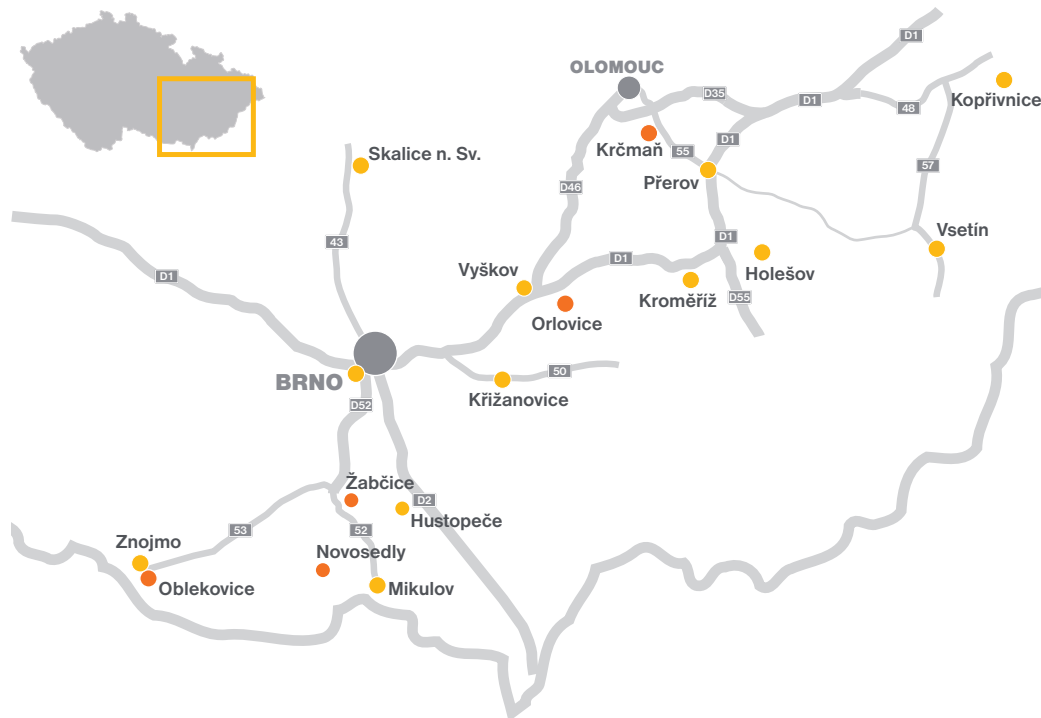 D1
OLOMOUC
D35
D1
48
Kopřivnice
Krčmaň
55
D1
Skalice n. Sv.
Přerov
57
D46
43
D1
Vsetín
D1
Vyškov
D1
Holešov
Kroměříž
D55
Orlovice
BRNO
50
Křižanovice
D52
Žabčice
D2
Hustopeče
53
52
Znojmo
Novosedly
Oblekovice
Mikulov